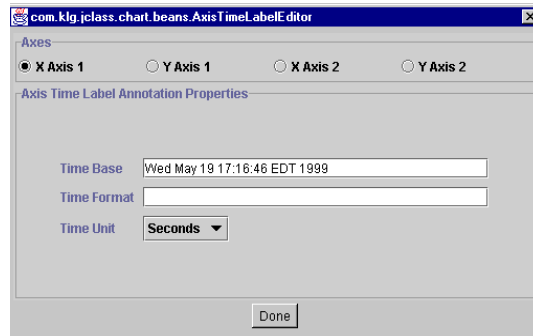 com.klg.jclass.chart.beans.AxisTimeLabelEditor
Axes
X Axis 1 Y Axis 1 X Axis 2 Y Axis 2
Axis Time Label Annotation Properties
Time Base Wed May 19 17:16:46 EDT 1999
Time Format
Time Unit Seconds
Done